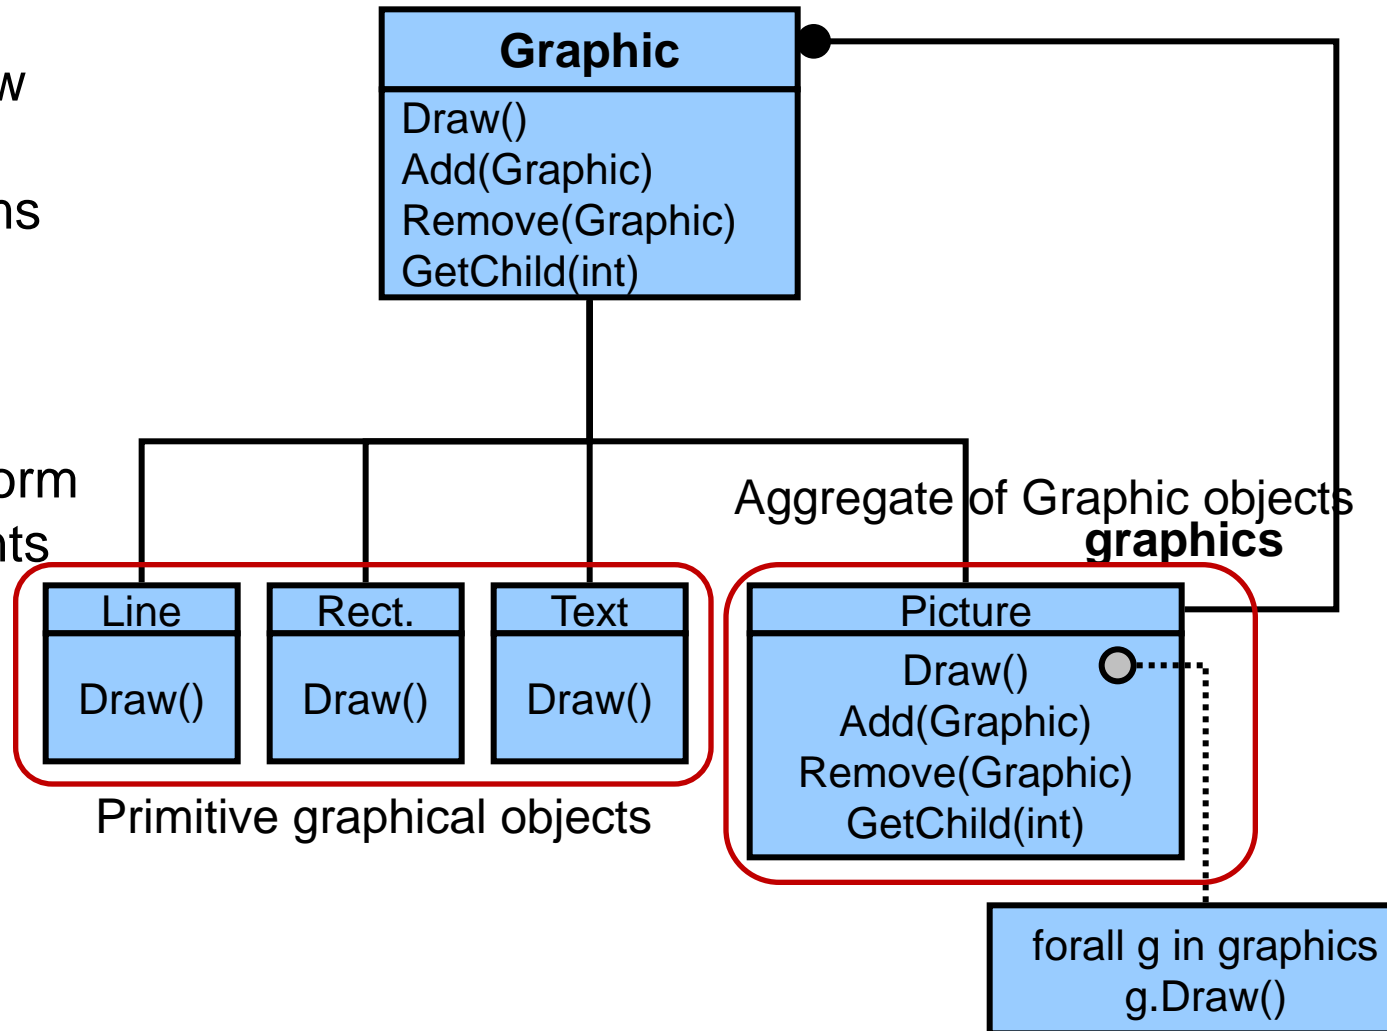 Graphic
Draw()
Add(Graphic)
Remove(Graphic)
GetChild(int)
Aggregate of Graphic objects
graphics
Line
Draw()
Rect.
Draw()
Text
Draw()
Primitive graphical objects
Picture
Draw()
Add(Graphic)
Remove(Graphic)
GetChild(int)
forall g in graphics
g.Draw()